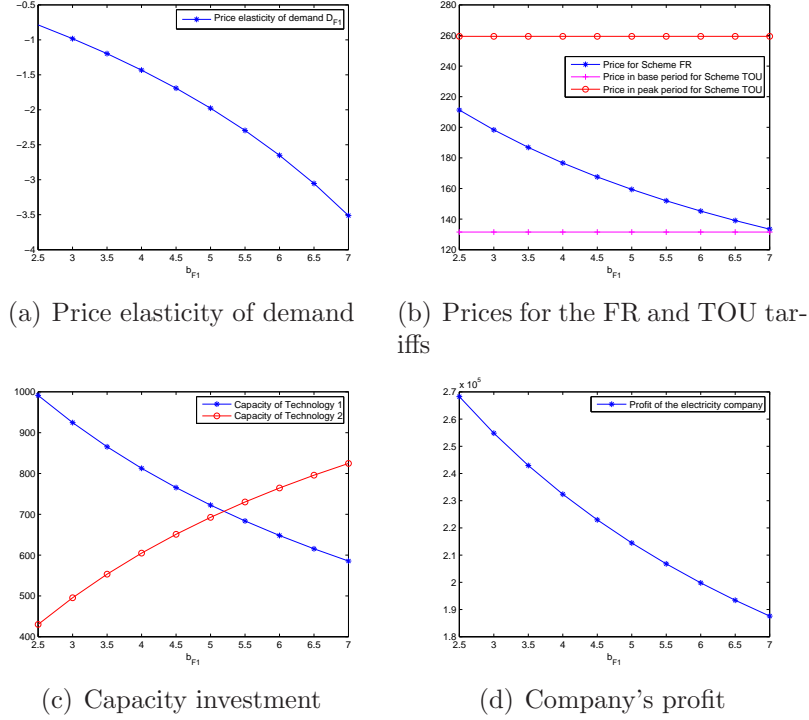 −0.5
−1
−1.5
−2
−2.5
−3
−3.5
−4
2.5 3 3.5 4 4.5 5 5.5 6 6.5 7
b_F1
Price elasticity of demand D_F1
(a) Price elasticity of demand
280
260
240
220
200
180
160
140
120
2.5 3 3.5 4 4.5 5 5.5 6 6.5 7
b_F1
Price for Scheme FR
Price in base period for Scheme TOU
Price in peak period for Scheme TOU
(b) Prices for the FR and TOU tar-
iffs
1000
900
800
700
600
500
400
2.5 3 3.5 4 4.5 5 5.5 6 6.5 7
b_F1
Capacity of Technology 1
Capacity of Technology 2
(c) Capacity investment
x 10^5
2.7
2.6
2.5
2.4
2.3
2.2
2.1
2
1.9
1.8
2.5 3 3.5 4 4.5 5 5.5 6 6.5 7
b_F1
Profit of the electricity company
(d) Company's profit